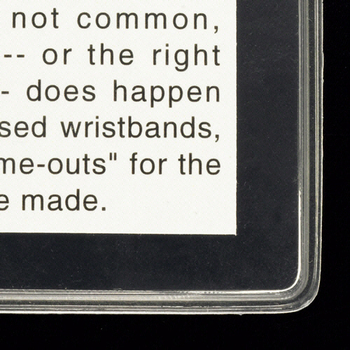 not common,
-- or the right
- does happen
sed wristbands,
me-outs" for the
e made.